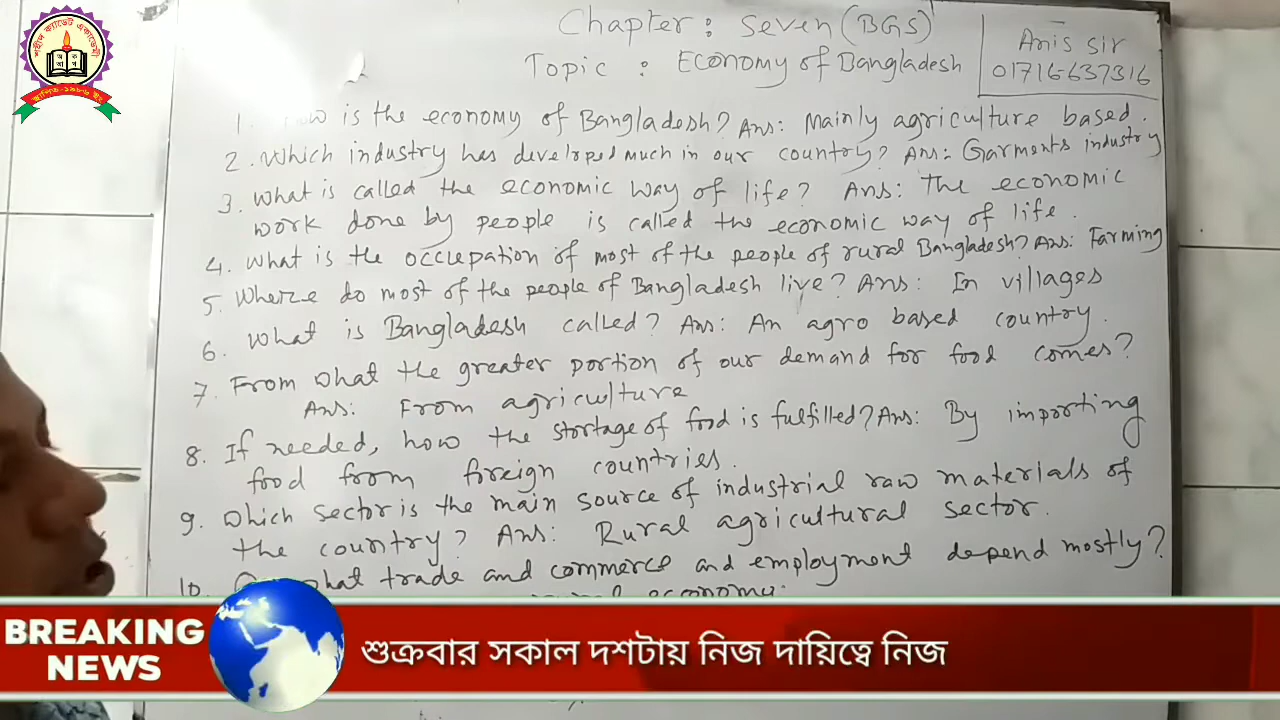 শহীদ ক্যাডেট একাডেমী
Chapter : Seven (BGS)
Anis Sir
Topic : Economy of Bangladesh
01716-637316
1. is the economy of Bangladesh? Ans: Mainly agriculture based.
2. Which industry has developed much in our country? Ans: Garments industry
3. What is called the economic way of life? Ans: The economic
work done by people is called the economic way of life.
4. What is the occupation of most of the people of rural Bangladesh? Ans: Farming
5. Where do most of the people of Bangladesh live? Ans: In villages
6. What is Bangladesh called? Ans: An agro based country.
7. From what the greater portion of our demand for food comes?
Ans: From agriculture
8. If needed, how the stortage of food is fulfilled? Ans: By importing
food from foreign countries.
9. Which sector is the main source of industrial raw materials of
the country? Ans: Rural agricultural sector.
10. what trade and commerce and employment depend mostly?
economy.
BREAKING
NEWS
শুক্রবার সকাল দশটায় নিজ দায়িত্বে নিজ